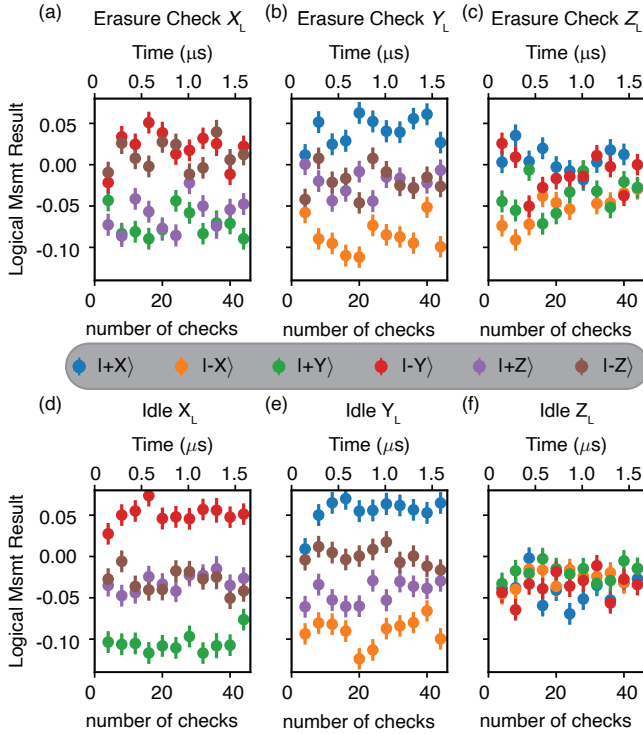 (a) Erasure Check X_L (b) Erasure Check Y_L (c) Erasure Check Z_L
Time (μs) Time (μs) Time (μs)
0 0.5 1.0 1.5 0 0.5 1.0 1.5 0 0.5 1.0 1.5
Logical Msmt Result
0.05
0.00
-0.05
-0.10
0 20 40 0 20 40 0 20 40
number of checks number of checks number of checks
|+X⟩ |-X⟩ |+Y⟩ |-Y⟩ |+Z⟩ |-Z⟩
(d) Idle X_L (e) Idle Y_L (f) Idle Z_L
Time (μs) Time (μs) Time (μs)
0 0.5 1.0 1.5 0 0.5 1.0 1.5 0 0.5 1.0 1.5
Logical Msmt Result
0.05
0.00
-0.05
-0.10
0 20 40 0 20 40 0 20 40
number of checks number of checks number of checks